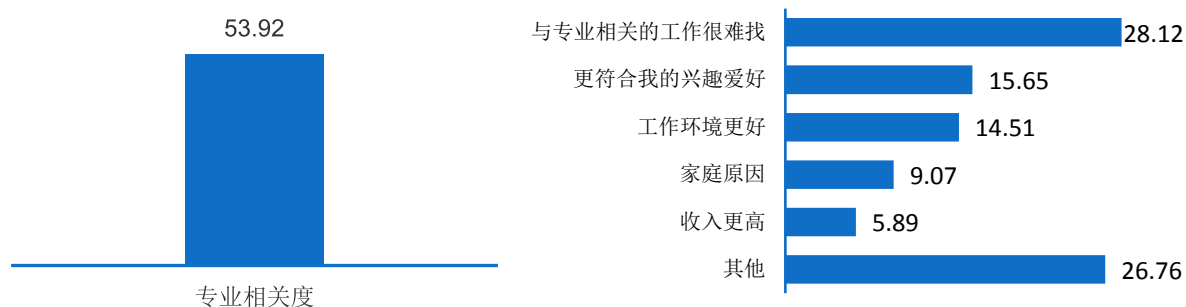 53.92
专业相关度
与专业相关的工作很难找
28.12
更符合我的兴趣爱好
15.65
工作环境更好
14.51
家庭原因
9.07
收入更高
5.89
其他
26.76